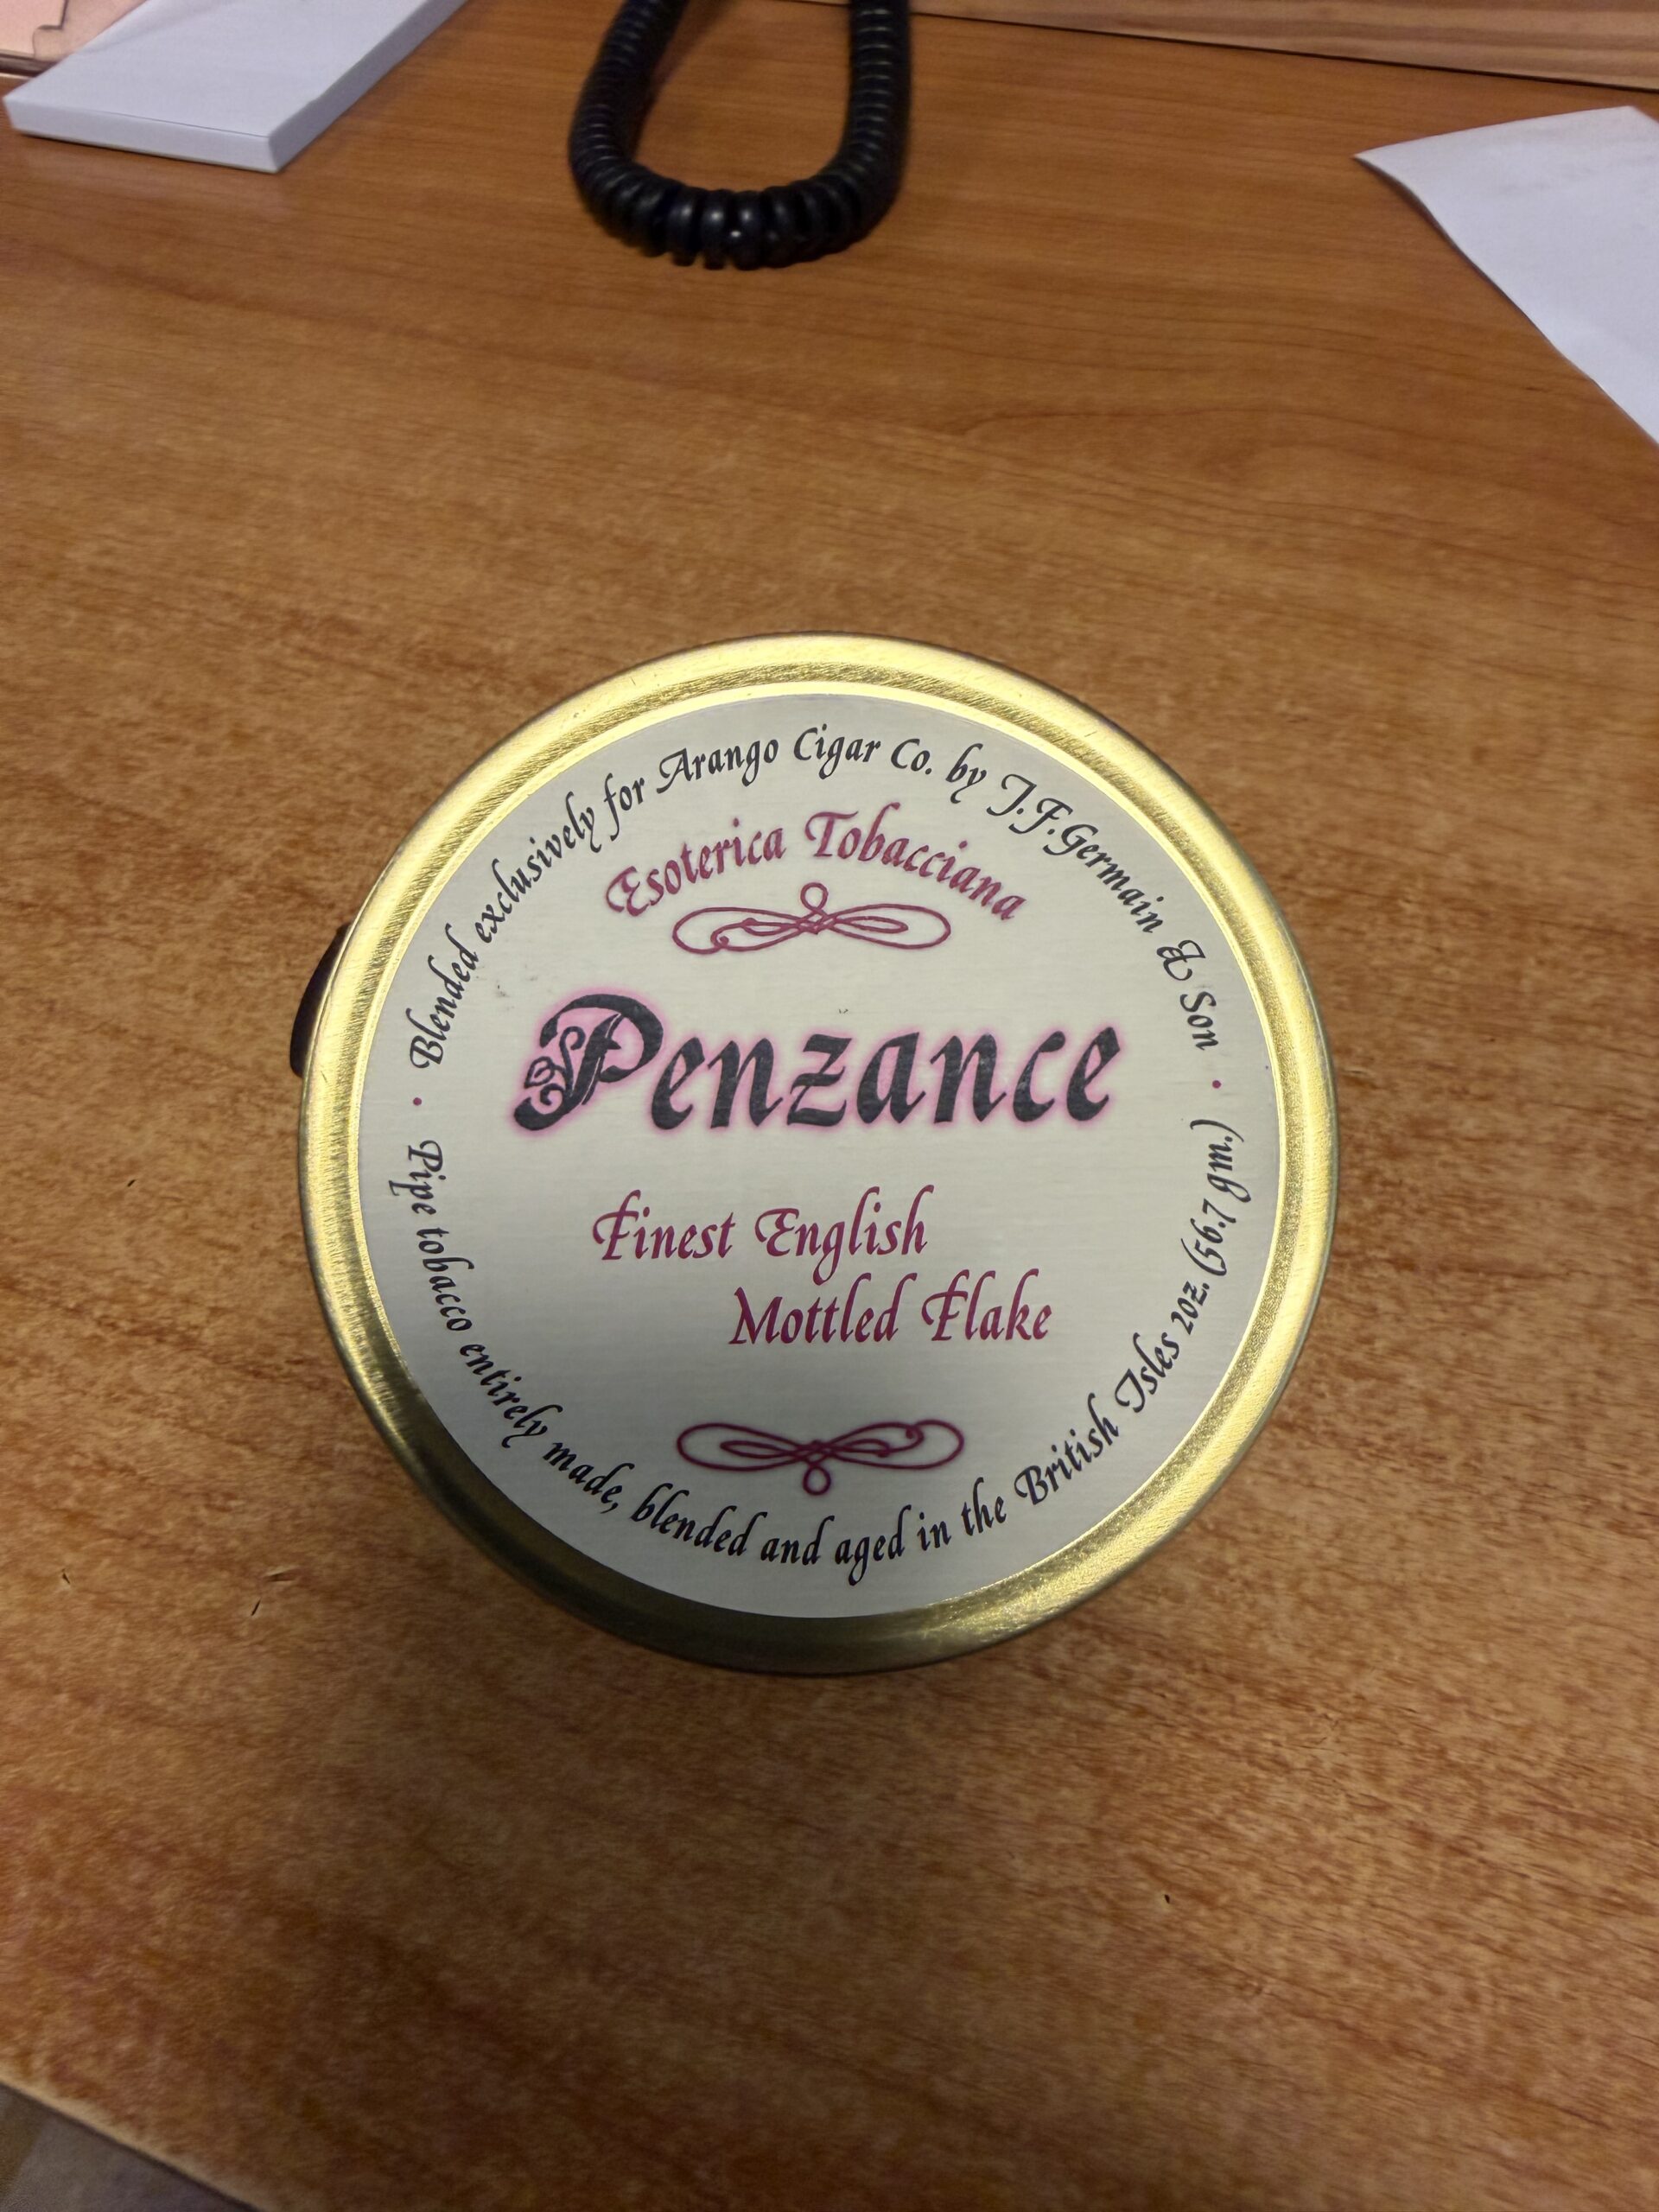 Blended exclusively for Arango Cigar Co. by J.F.Germain & Son
Esoterica Tobacciana
Penzance
Finest English
Mottled Flake
Pipe tobacco entirely made, blended and aged in the British Isles 2oz. (56.7 gm.)